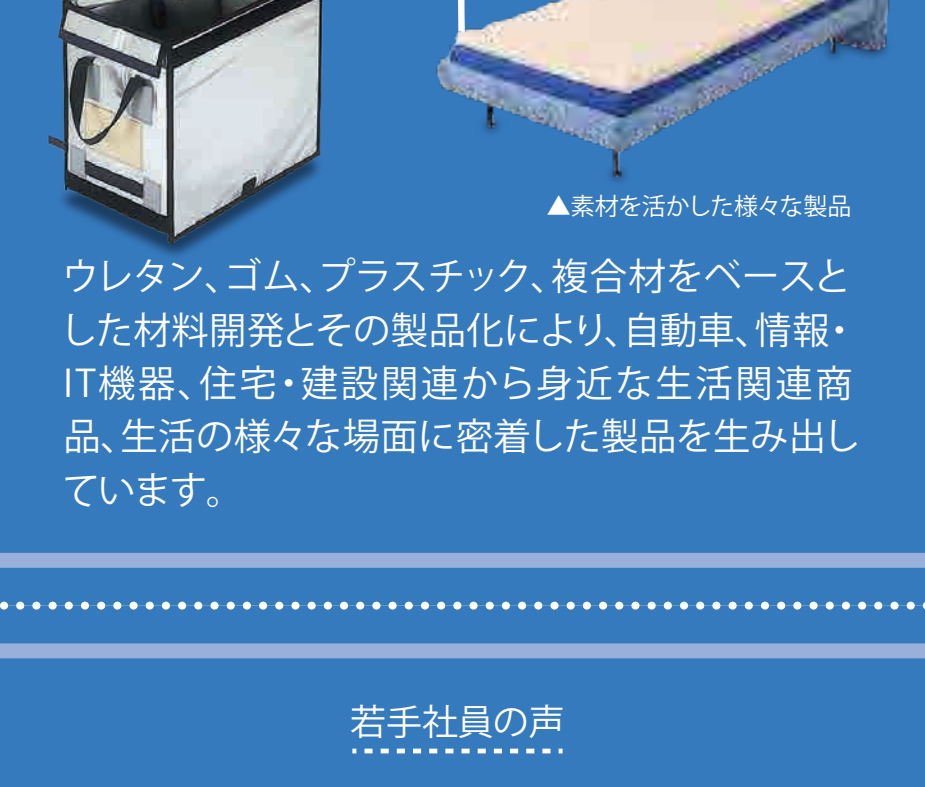 ▲素材を活かした様々な製品
ウレタン、ゴム、プラスチック、複合材をベースと
した材料開発とその製品化により、自動車、情報・
IT機器、住宅・建設関連から身近な生活関連商
品、生活の様々な場面に密着した製品を生み出し
ています。
若手社員の声